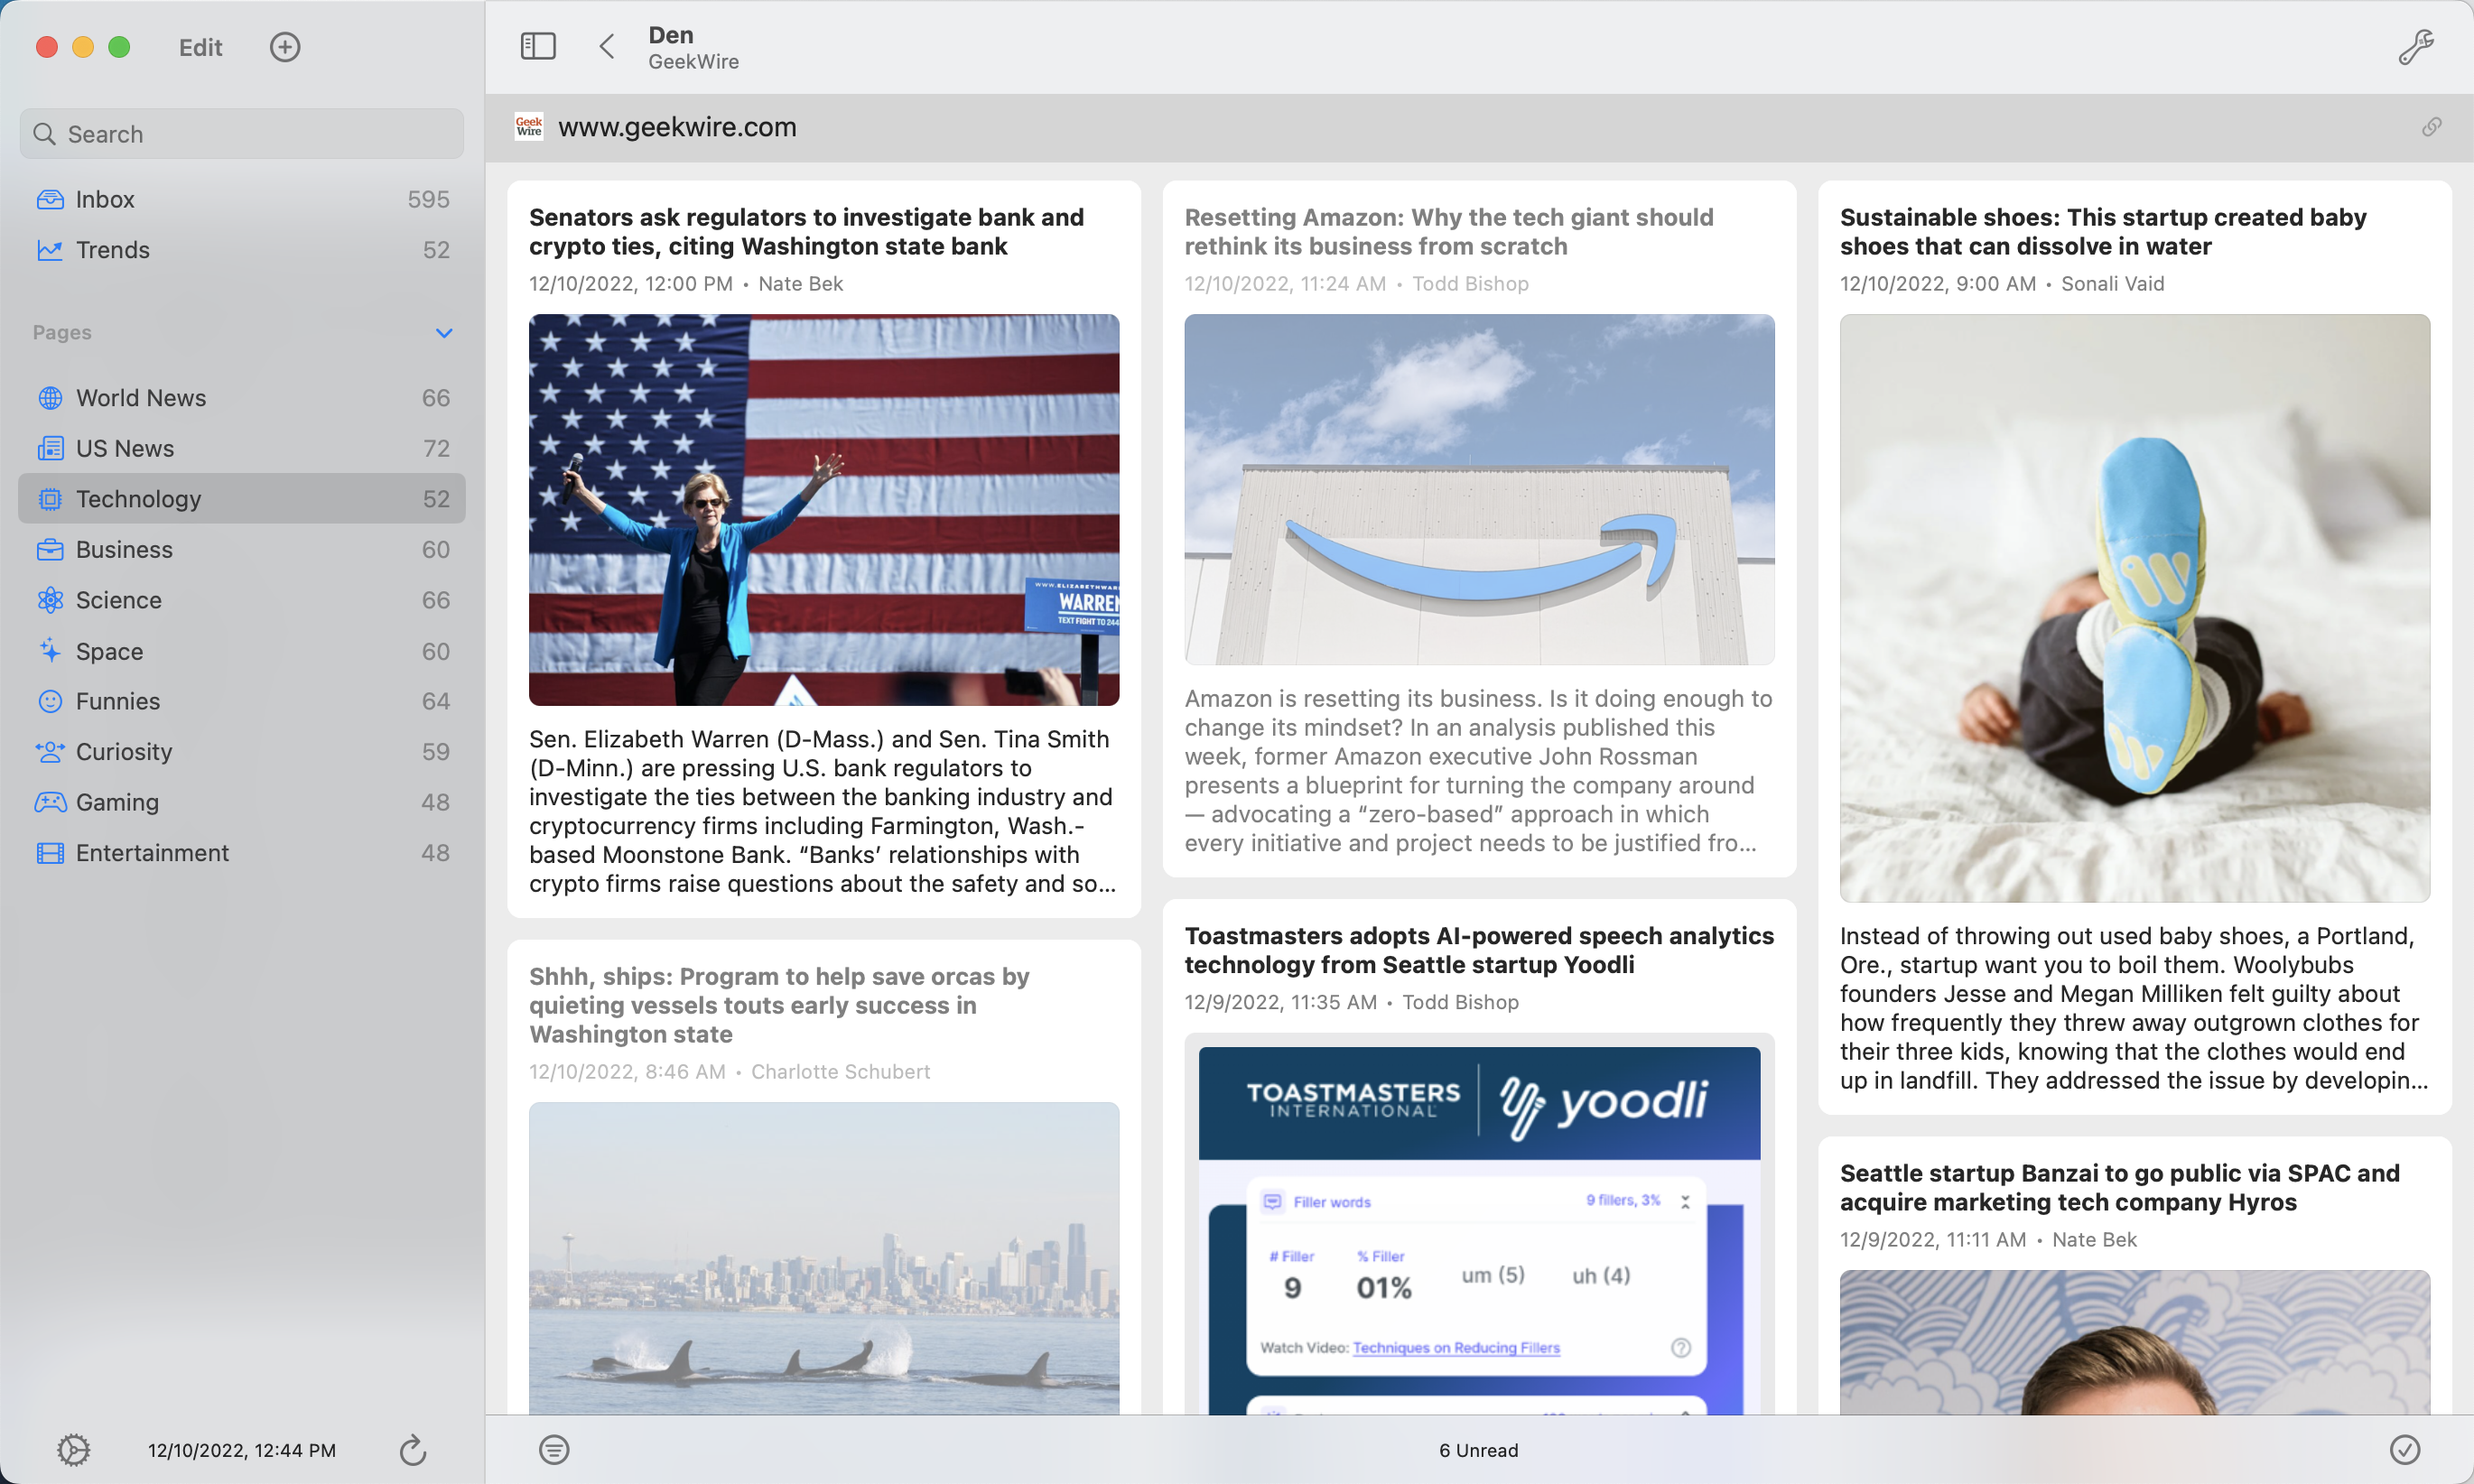 Edit
Search
Inbox 595
Trends 52
Pages
World News 66
US News 72
Technology 52
Business 60
Science 66
Space 60
Funnies 64
Curiosity 59
Gaming 48
Entertainment 48
12/10/2022, 12:44 PM
Den
GeekWire
Geek
Wire
www.geekwire.com
Senators ask regulators to investigate bank and
crypto ties, citing Washington state bank
12/10/2022, 12:00 PM • Nate Bek
WARREN
TEXT FIGHT TO 244
Sen. Elizabeth Warren (D-Mass.) and Sen. Tina Smith
(D-Minn.) are pressing U.S. bank regulators to
investigate the ties between the banking industry and
cryptocurrency firms including Farmington, Wash.-
based Moonstone Bank. “Banks’ relationships with
crypto firms raise questions about the safety and so...
Shhh, ships: Program to help save orcas by
quieting vessels touts early success in
Washington state
12/10/2022, 8:46 AM • Charlotte Schubert
Resetting Amazon: Why the tech giant should
rethink its business from scratch
12/10/2022, 11:24 AM • Todd Bishop
Amazon is resetting its business. Is it doing enough to
change its mindset? In an analysis published this
week, former Amazon executive John Rossman
presents a blueprint for turning the company around
— advocating a “zero-based” approach in which
every initiative and project needs to be justified fro...
Toastmasters adopts AI-powered speech analytics
technology from Seattle startup Yoodli
12/9/2022, 11:35 AM • Todd Bishop
TOASTMASTERS
INTERNATIONAL
yoodli
Filler words 9 fillers, 3%
# Filler % Filler
9 01% um (5) uh (4)
Watch Video: Techniques on Reducing Fillers
Sustainable shoes: This startup created baby
shoes that can dissolve in water
12/10/2022, 9:00 AM • Sonali Vaid
Instead of throwing out used baby shoes, a Portland,
Ore., startup want you to boil them. Woolybubs
founders Jesse and Megan Milliken felt guilty about
how frequently they threw away outgrown clothes for
their three kids, knowing that the clothes would end
up in landfill. They addressed the issue by developin...
Seattle startup Banzai to go public via SPAC and
acquire marketing tech company Hyros
12/9/2022, 11:11 AM • Nate Bek
6 Unread